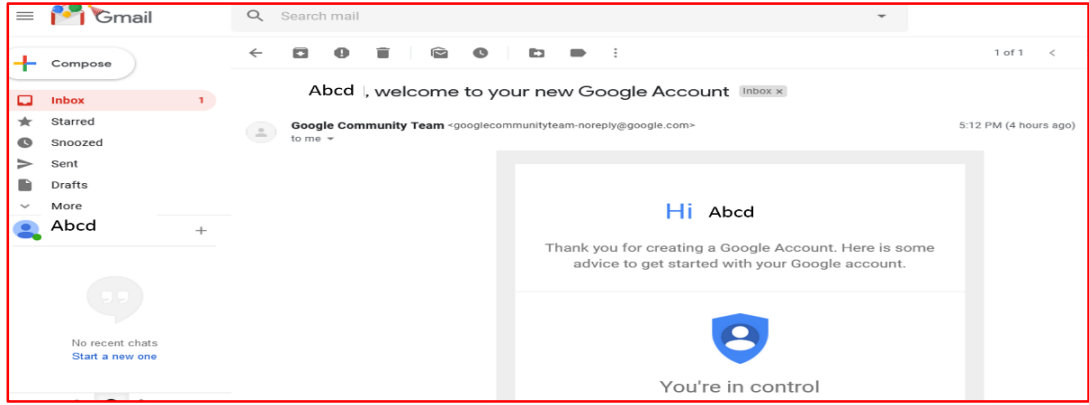 Gmail
Search mail
Compose
1 of 1
Abcd , welcome to your new Google Account Inbox x
Inbox 1
Starred
Google Community Team <googlecommunityteam-noreply@google.com> 5:12 PM (4 hours ago)
to me
Snoozed
Sent
Drafts
More
Abcd
Hi Abcd
Thank you for creating a Google Account. Here is some
advice to get started with your Google account.
No recent chats
Start a new one
You're in control